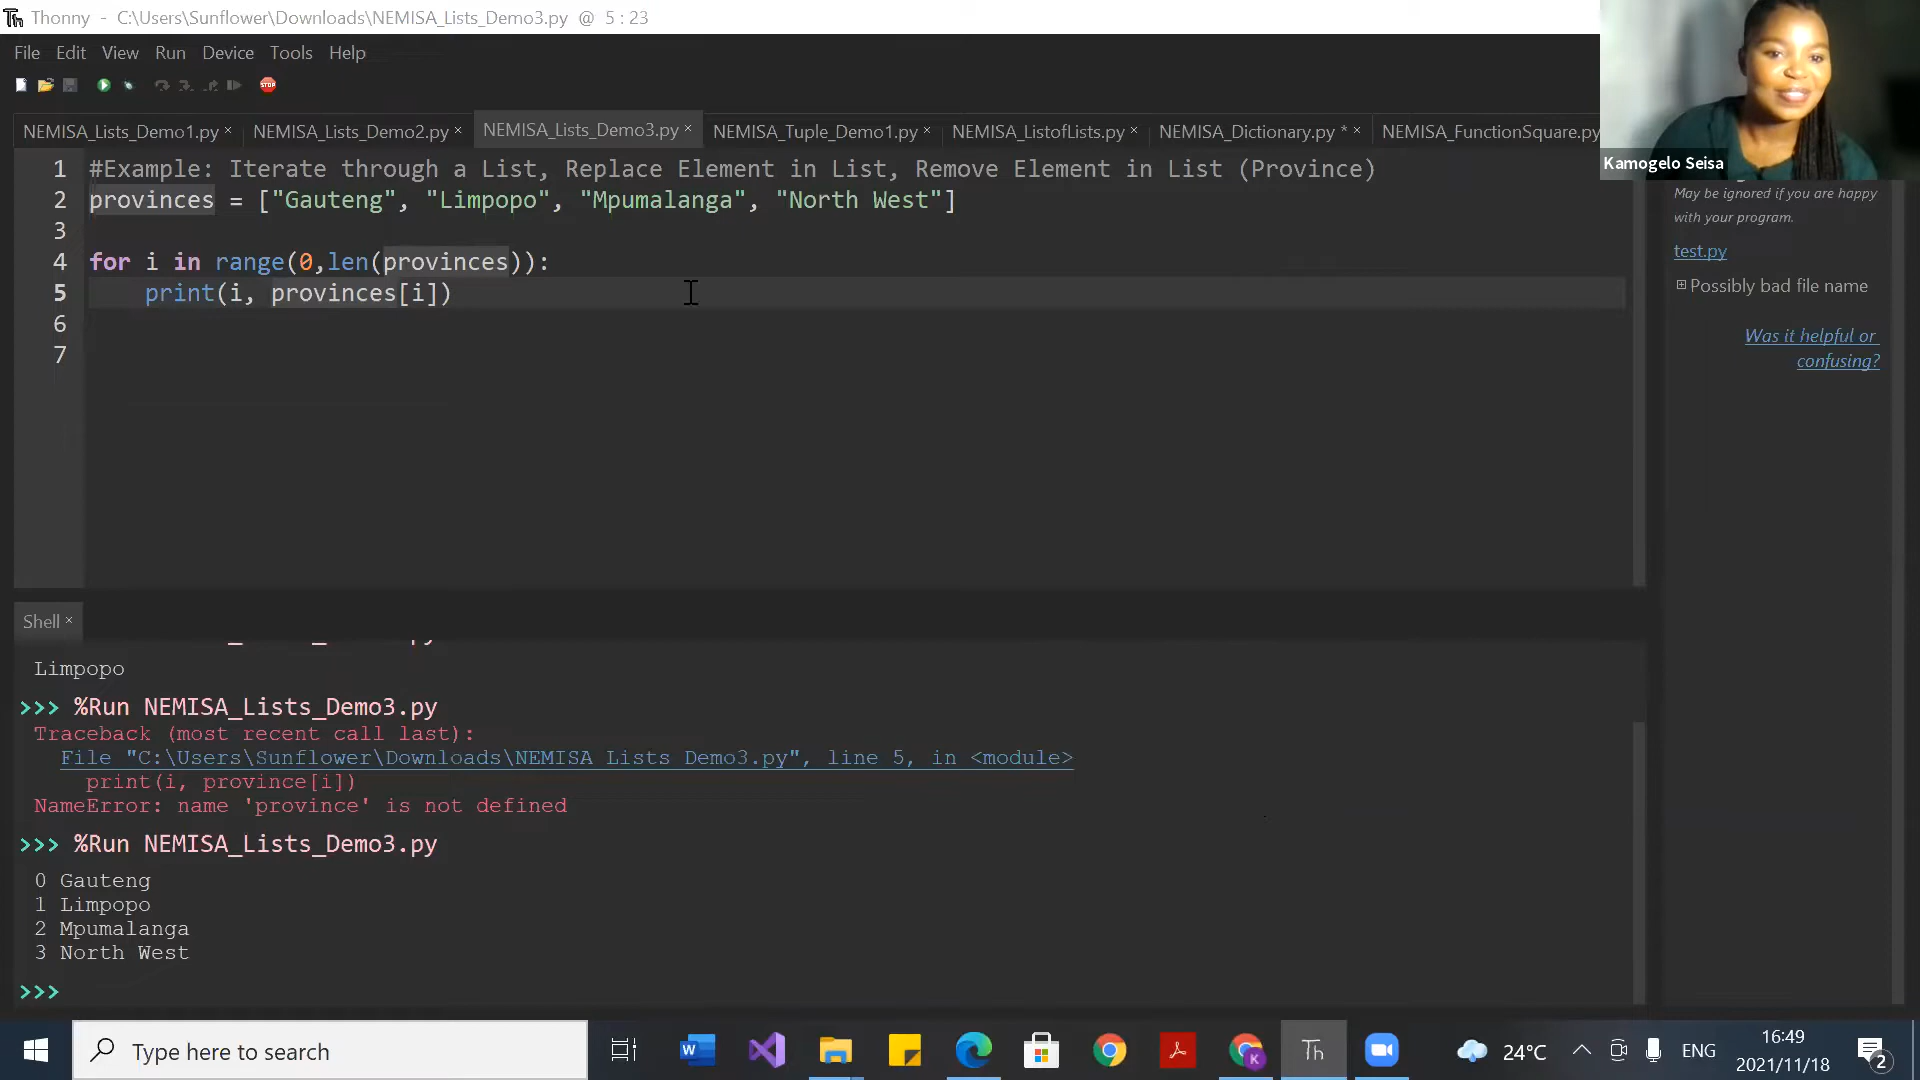 Thonny - C:\Users\Sunflower\Downloads\NEMISA_Lists_Demo3.py @ 5 : 23
File Edit View Run Device Tools Help
STOP
NEMISA_Lists_Demo1.py × NEMISA_Lists_Demo2.py × NEMISA_Lists_Demo3.py × NEMISA_Tuple_Demo1.py × NEMISA_ListofLists.py × NEMISA_Dictionary.py * × NEMISA_FunctionSquare.py
Kamogelo Seisa
1 #Example: Iterate through a List, Replace Element in List, Remove Element in List (Province)
2 provinces = ["Gauteng", "Limpopo", "Mpumalanga", "North West"]
3
4 for i in range(0,len(provinces)):
5 print(i, provinces[i])
6
7
May be ignored if you are happy
with your program.
test.py
Possibly bad file name
Was it helpful or
confusing?
Shell ×
Limpopo
>>> %Run NEMISA_Lists_Demo3.py
Traceback (most recent call last):
File "C:\Users\Sunflower\Downloads\NEMISA Lists Demo3.py", line 5, in <module>
print(i, province[i])
NameError: name 'province' is not defined
>>> %Run NEMISA_Lists_Demo3.py
0 Gauteng
1 Limpopo
2 Mpumalanga
3 North West
>>>
Type here to search
W
K
Th
24°C
ENG
16:49
2021/11/18
2